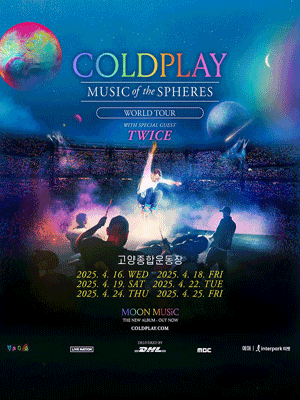 COLDPLAY
MUSIC of the SPHERES
WORLD TOUR
WITH SPECIAL GUEST
TWICE
고양종합운동장
2025. 4. 16. WED 2025. 4. 18. FRI
2025. 4. 19. SAT 2025. 4. 22. TUE
2025. 4. 24. THU 2025. 4. 25. FRI
MOON MUSiC
THE NEW ALBUM - OUT NOW
COLDPLAY.COM
DELIVERED BY
LIVE NATION DHL MBC interpark 티켓